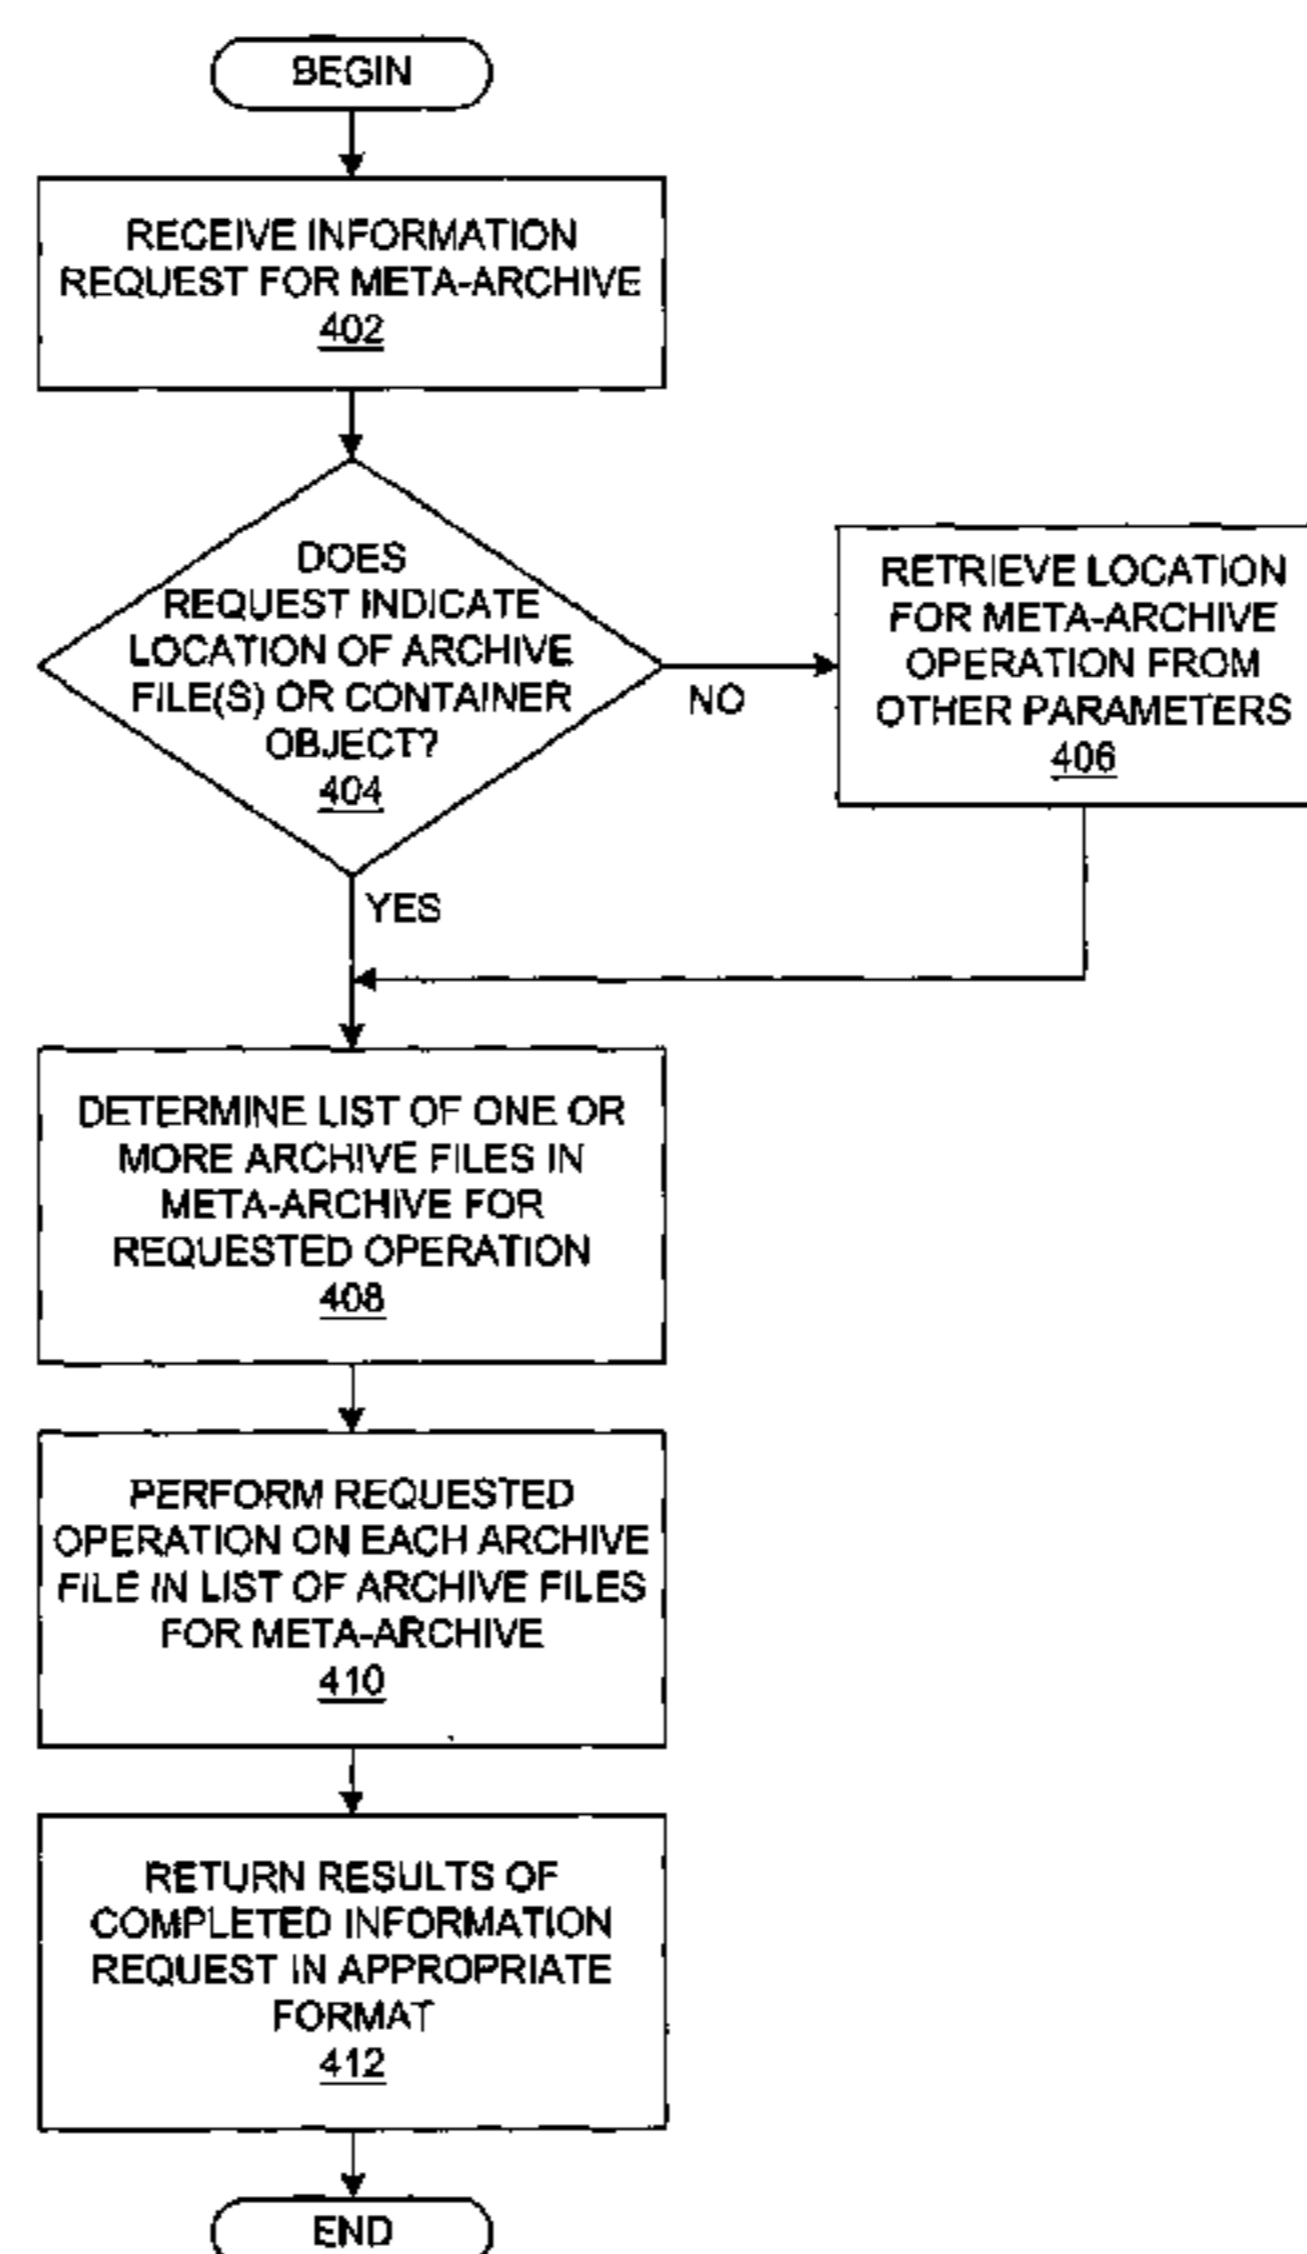 BEGIN
RECEIVE INFORMATION
REQUEST FOR META-ARCHIVE
402
DOES
REQUEST INDICATE
LOCATION OF ARCHIVE
FILE(S) OR CONTAINER
OBJECT?
404
NO
RETRIEVE LOCATION
FOR META-ARCHIVE
OPERATION FROM
OTHER PARAMETERS
406
YES
DETERMINE LIST OF ONE OR
MORE ARCHIVE FILES IN
META-ARCHIVE FOR
REQUESTED OPERATION
408
PERFORM REQUESTED
OPERATION ON EACH ARCHIVE
FILE IN LIST OF ARCHIVE FILES
FOR META-ARCHIVE
410
RETURN RESULTS OF
COMPLETED INFORMATION
REQUEST IN APPROPRIATE
FORMAT
412
END